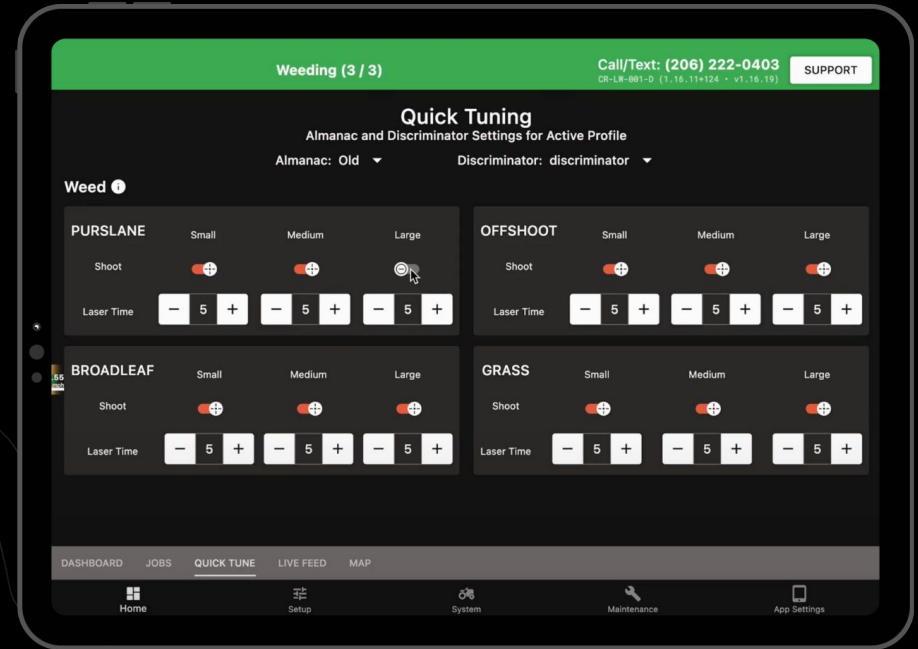 Weeding (3 / 3)
Call/Text: (206) 222-0403
CR-LW-001-D (1.16.11+124 • v1.16.19)
SUPPORT
Quick Tuning
Almanac and Discriminator Settings for Active Profile
Almanac: Old
Discriminator: discriminator
Weed
PURSLANE Small Medium Large
Shoot
Laser Time − 5 + − 5 + − 5 +
OFFSHOOT Small Medium Large
Shoot
Laser Time − 5 + − 5 + − 5 +
.55
BROADLEAF Small Medium Large
Shoot
Laser Time − 5 + − 5 + − 5 +
GRASS Small Medium Large
Shoot
Laser Time − 5 + − 5 + − 5 +
DASHBOARD JOBS QUICK TUNE LIVE FEED MAP
Home Setup System Maintenance App Settings